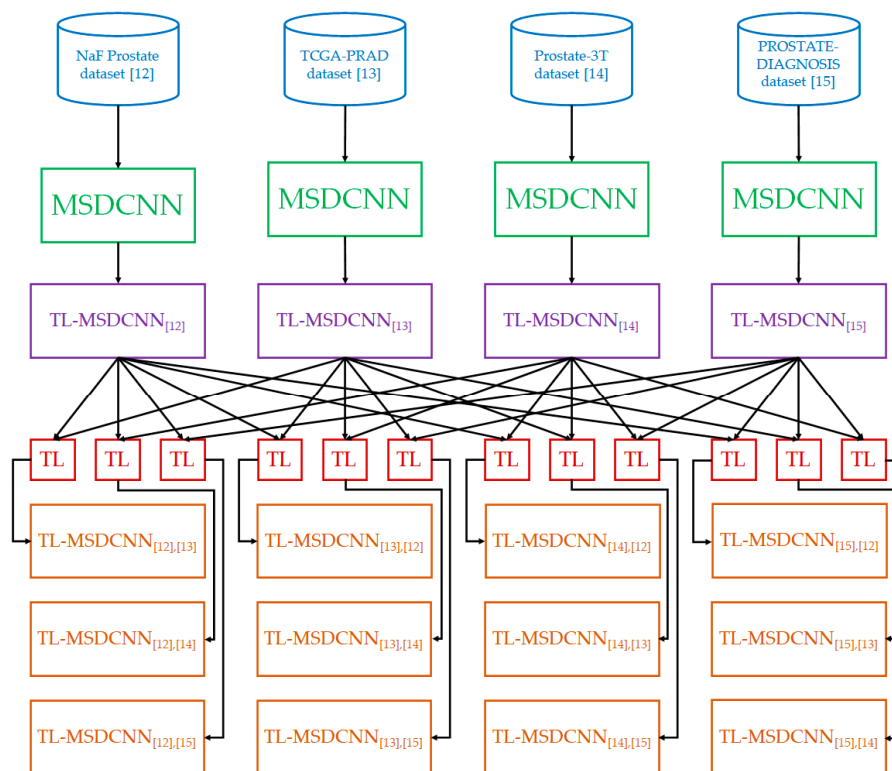 NaF Prostate
dataset [12]
TCGA-PRAD
dataset [13]
Prostate-3T
dataset [14]
PROSTATE-
DIAGNOSIS
dataset [15]
MSDCNN
MSDCNN
MSDCNN
MSDCNN
TL-MSDCNN[12]
TL-MSDCNN[13]
TL-MSDCNN[14]
TL-MSDCNN[15]
TL
TL
TL
TL
TL
TL
TL
TL
TL
TL
TL
TL
TL-MSDCNN[12],[13]
TL-MSDCNN[13],[12]
TL-MSDCNN[14],[12]
TL-MSDCNN[15],[12]
TL-MSDCNN[12],[14]
TL-MSDCNN[13],[14]
TL-MSDCNN[14],[13]
TL-MSDCNN[15],[13]
TL-MSDCNN[12],[15]
TL-MSDCNN[13],[15]
TL-MSDCNN[14],[15]
TL-MSDCNN[15],[14]